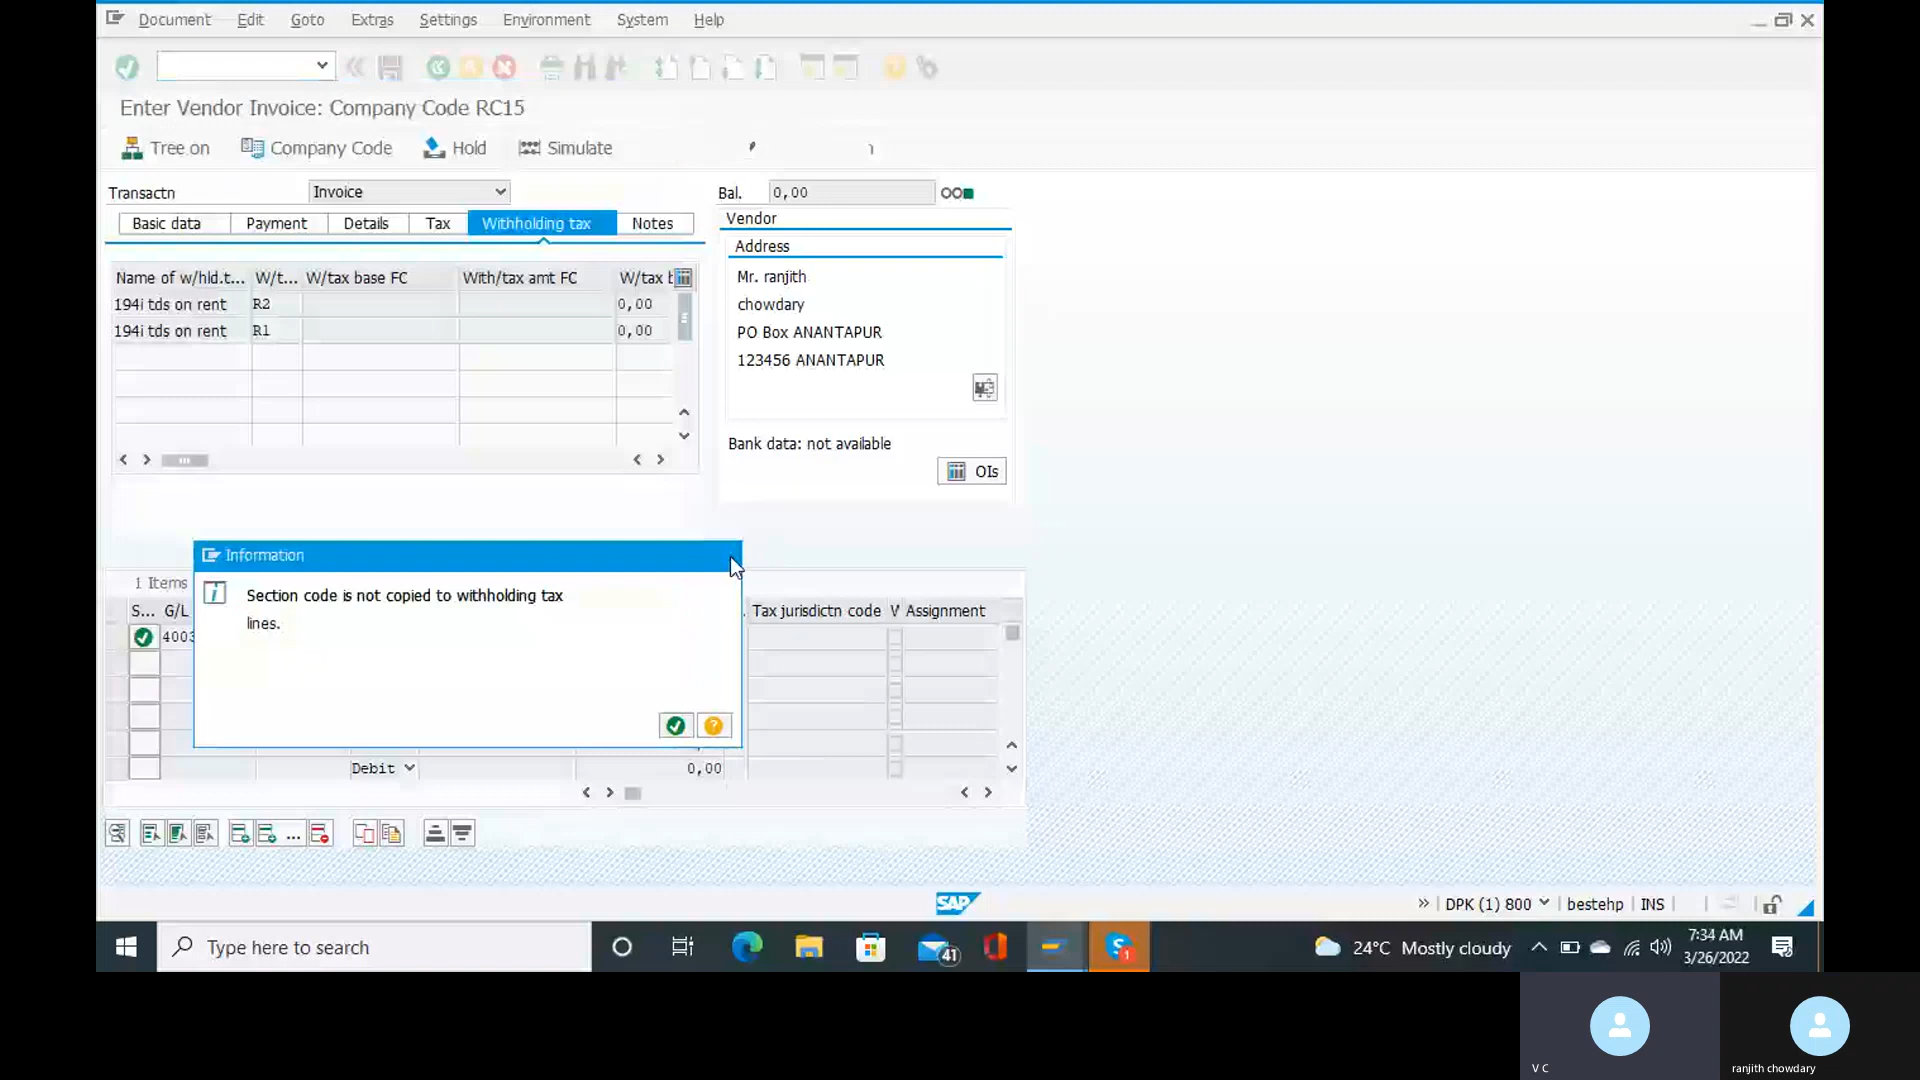 Document Edit Goto Extras Settings Environment System Help
Enter Vendor Invoice: Company Code RC15
Tree on Company Code Hold Simulate
Transactn Invoice Bal. 0,00
Basic data Payment Details Tax Withholding tax Notes
Vendor
Address
Name of w/hld.t... W/t... W/tax base FC With/tax amt FC W/tax
194i tds on rent R2 0,00
194i tds on rent R1 0,00
Mr. ranjith
chowdary
PO Box ANANTAPUR
123456 ANANTAPUR
Bank data: not available
OIs
Information
1 Items
Section code is not copied to withholding tax
lines.
S... G/L Tax jurisdictn code V Assignment
4003
Debit 0,00
SAP
DPK (1) 800 bestehp INS
Type here to search
41
1
24°C Mostly cloudy
7:34 AM
3/26/2022
V C
ranjith chowdary